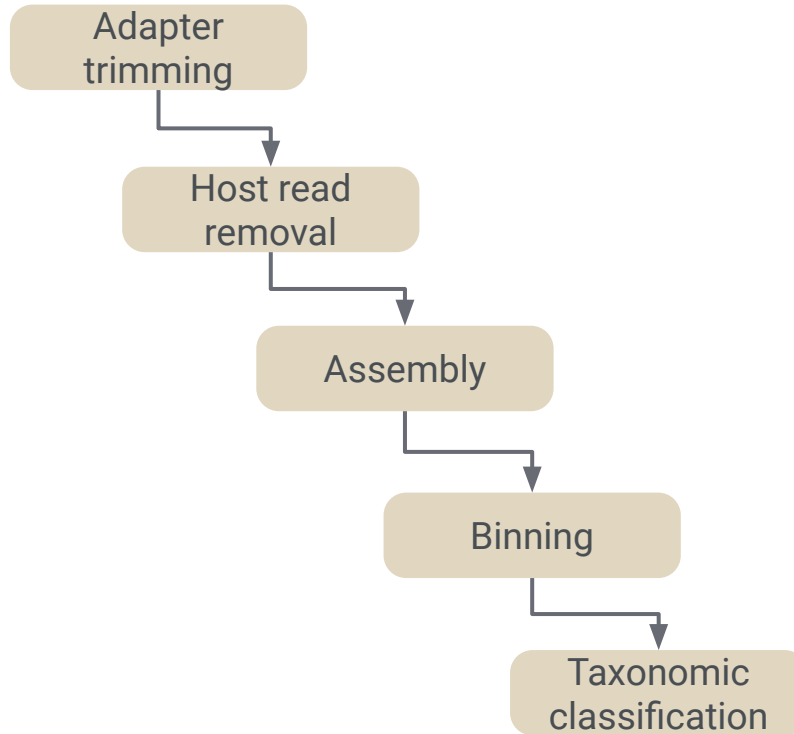 Adapter
trimming
Host read
removal
Assembly
Binning
Taxonomic
classification